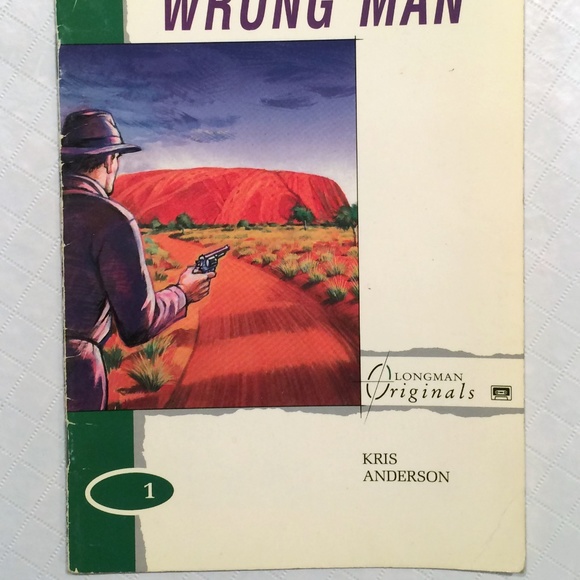 WRONG MAN
LONGMAN
Originals
KRIS
ANDERSON
1